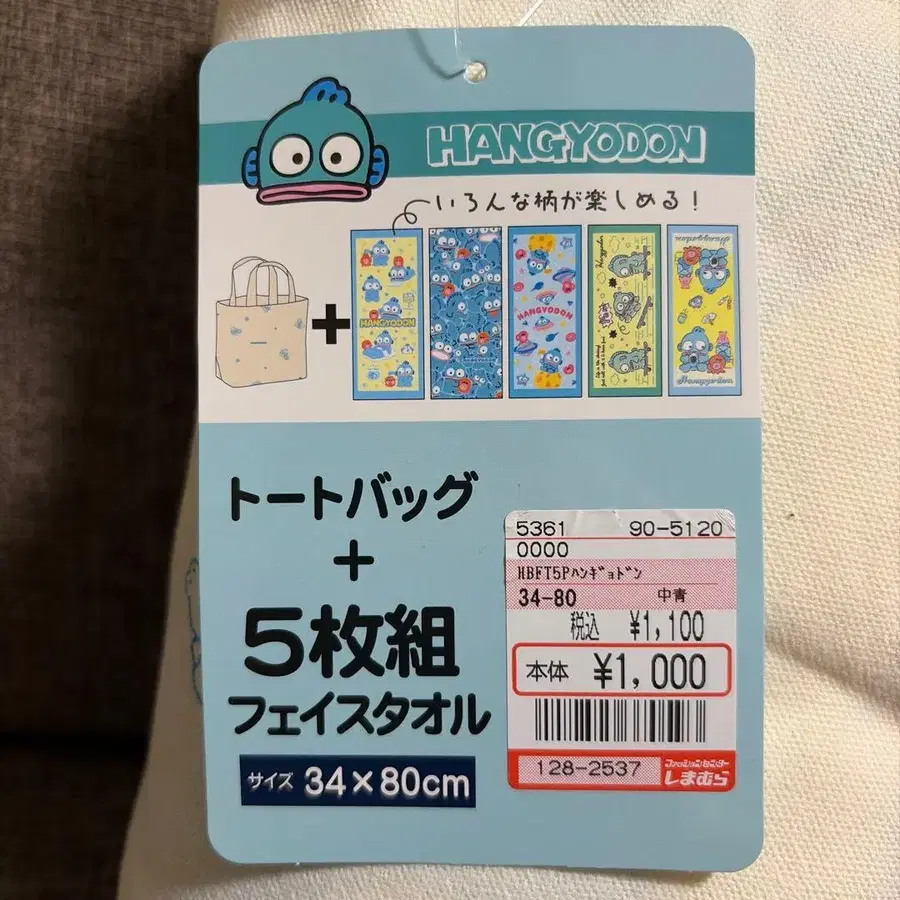 HANGYODON
いろんな柄が楽しめる!
HANGYODON
HANGYODON
Hangyodon
Hangyodon
トートバッグ
+
5枚組
フェイスタオル
サイズ 34×80cm
5361 90-5120
0000
HBFT5Pﾊﾝｷﾞｮﾄﾞﾝ
34-80 中青
税込 ¥1,100
本体 ¥1,000
128-2537
ファッションセンター
しまむら